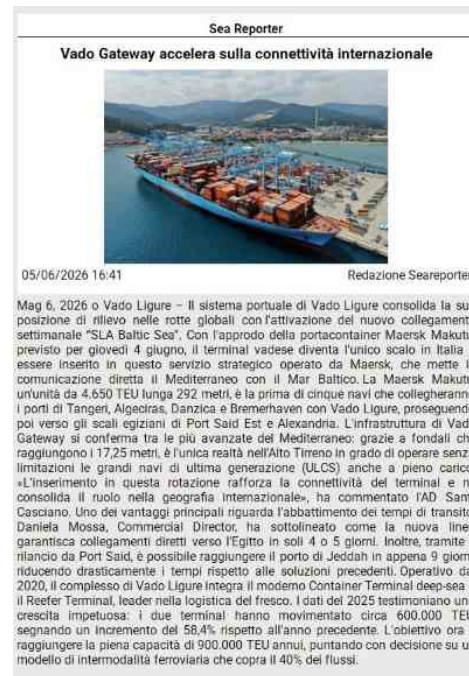 Sea Reporter
Vado Gateway accelera sulla connettività internazionale
05/06/2026 16:41
Redazione Seareporter
Mag 6, 2026 o Vado Ligure – Il sistema portuale di Vado Ligure consolida la su
posizione di rilievo nelle rotte globali con l'attivazione del nuovo collegament
settimanale "SLA Baltic Sea". Con l'approdo della portacontainer Maersk Makutu
previsto per giovedì 4 giugno, il terminal vadese diventa l'unico scalo in Italia
essere inserito in questo servizio strategico operato da Maersk, che mette i
comunicazione diretta il Mediterraneo con il Mar Baltico. La Maersk Makutu
un'unità da 4.650 TEU lunga 292 metri, è la prima di cinque navi che collegherann
i porti di Tangeri, Algeciras, Danzica e Bremerhaven con Vado Ligure, proseguend
poi verso gli scali egiziani di Port Said Est e Alexandria. L'infrastruttura di Vad
Gateway si conferma tra le più avanzate del Mediterraneo: grazie a fondali ch
raggiungono i 17,25 metri, è l'unica realtà nell'Alto Tirreno in grado di operare senz
limitazioni le grandi navi di ultima generazione (ULCS) anche a pieno carico
«L'inserimento in questa rotazione rafforza la connettività del terminal e n
consolida il ruolo nella geografia internazionale», ha commentato l'AD Sant
Casciano. Uno dei vantaggi principali riguarda l'abbattimento dei tempi di transito
Daniela Mossa, Commercial Director, ha sottolineato come la nuova line
garantisca collegamenti diretti verso l'Egitto in soli 4 o 5 giorni. Inoltre, tramite
rilancio da Port Said, è possibile raggiungere il porto di Jeddah in appena 9 giorn
riducendo drasticamente i tempi rispetto alle soluzioni precedenti. Operativo da
2020, il complesso di Vado Ligure integra il moderno Container Terminal deep-sea
il Reefer Terminal, leader nella logistica del fresco. I dati del 2025 testimoniano un
crescita impetuosa: i due terminal hanno movimentato circa 600.000 TEU
segnando un incremento del 58,4% rispetto all'anno precedente. L'obiettivo ora
raggiungere la piena capacità di 900.000 TEU annui, puntando con decisione su u
modello di intermodalità ferroviaria che copra il 40% dei flussi.